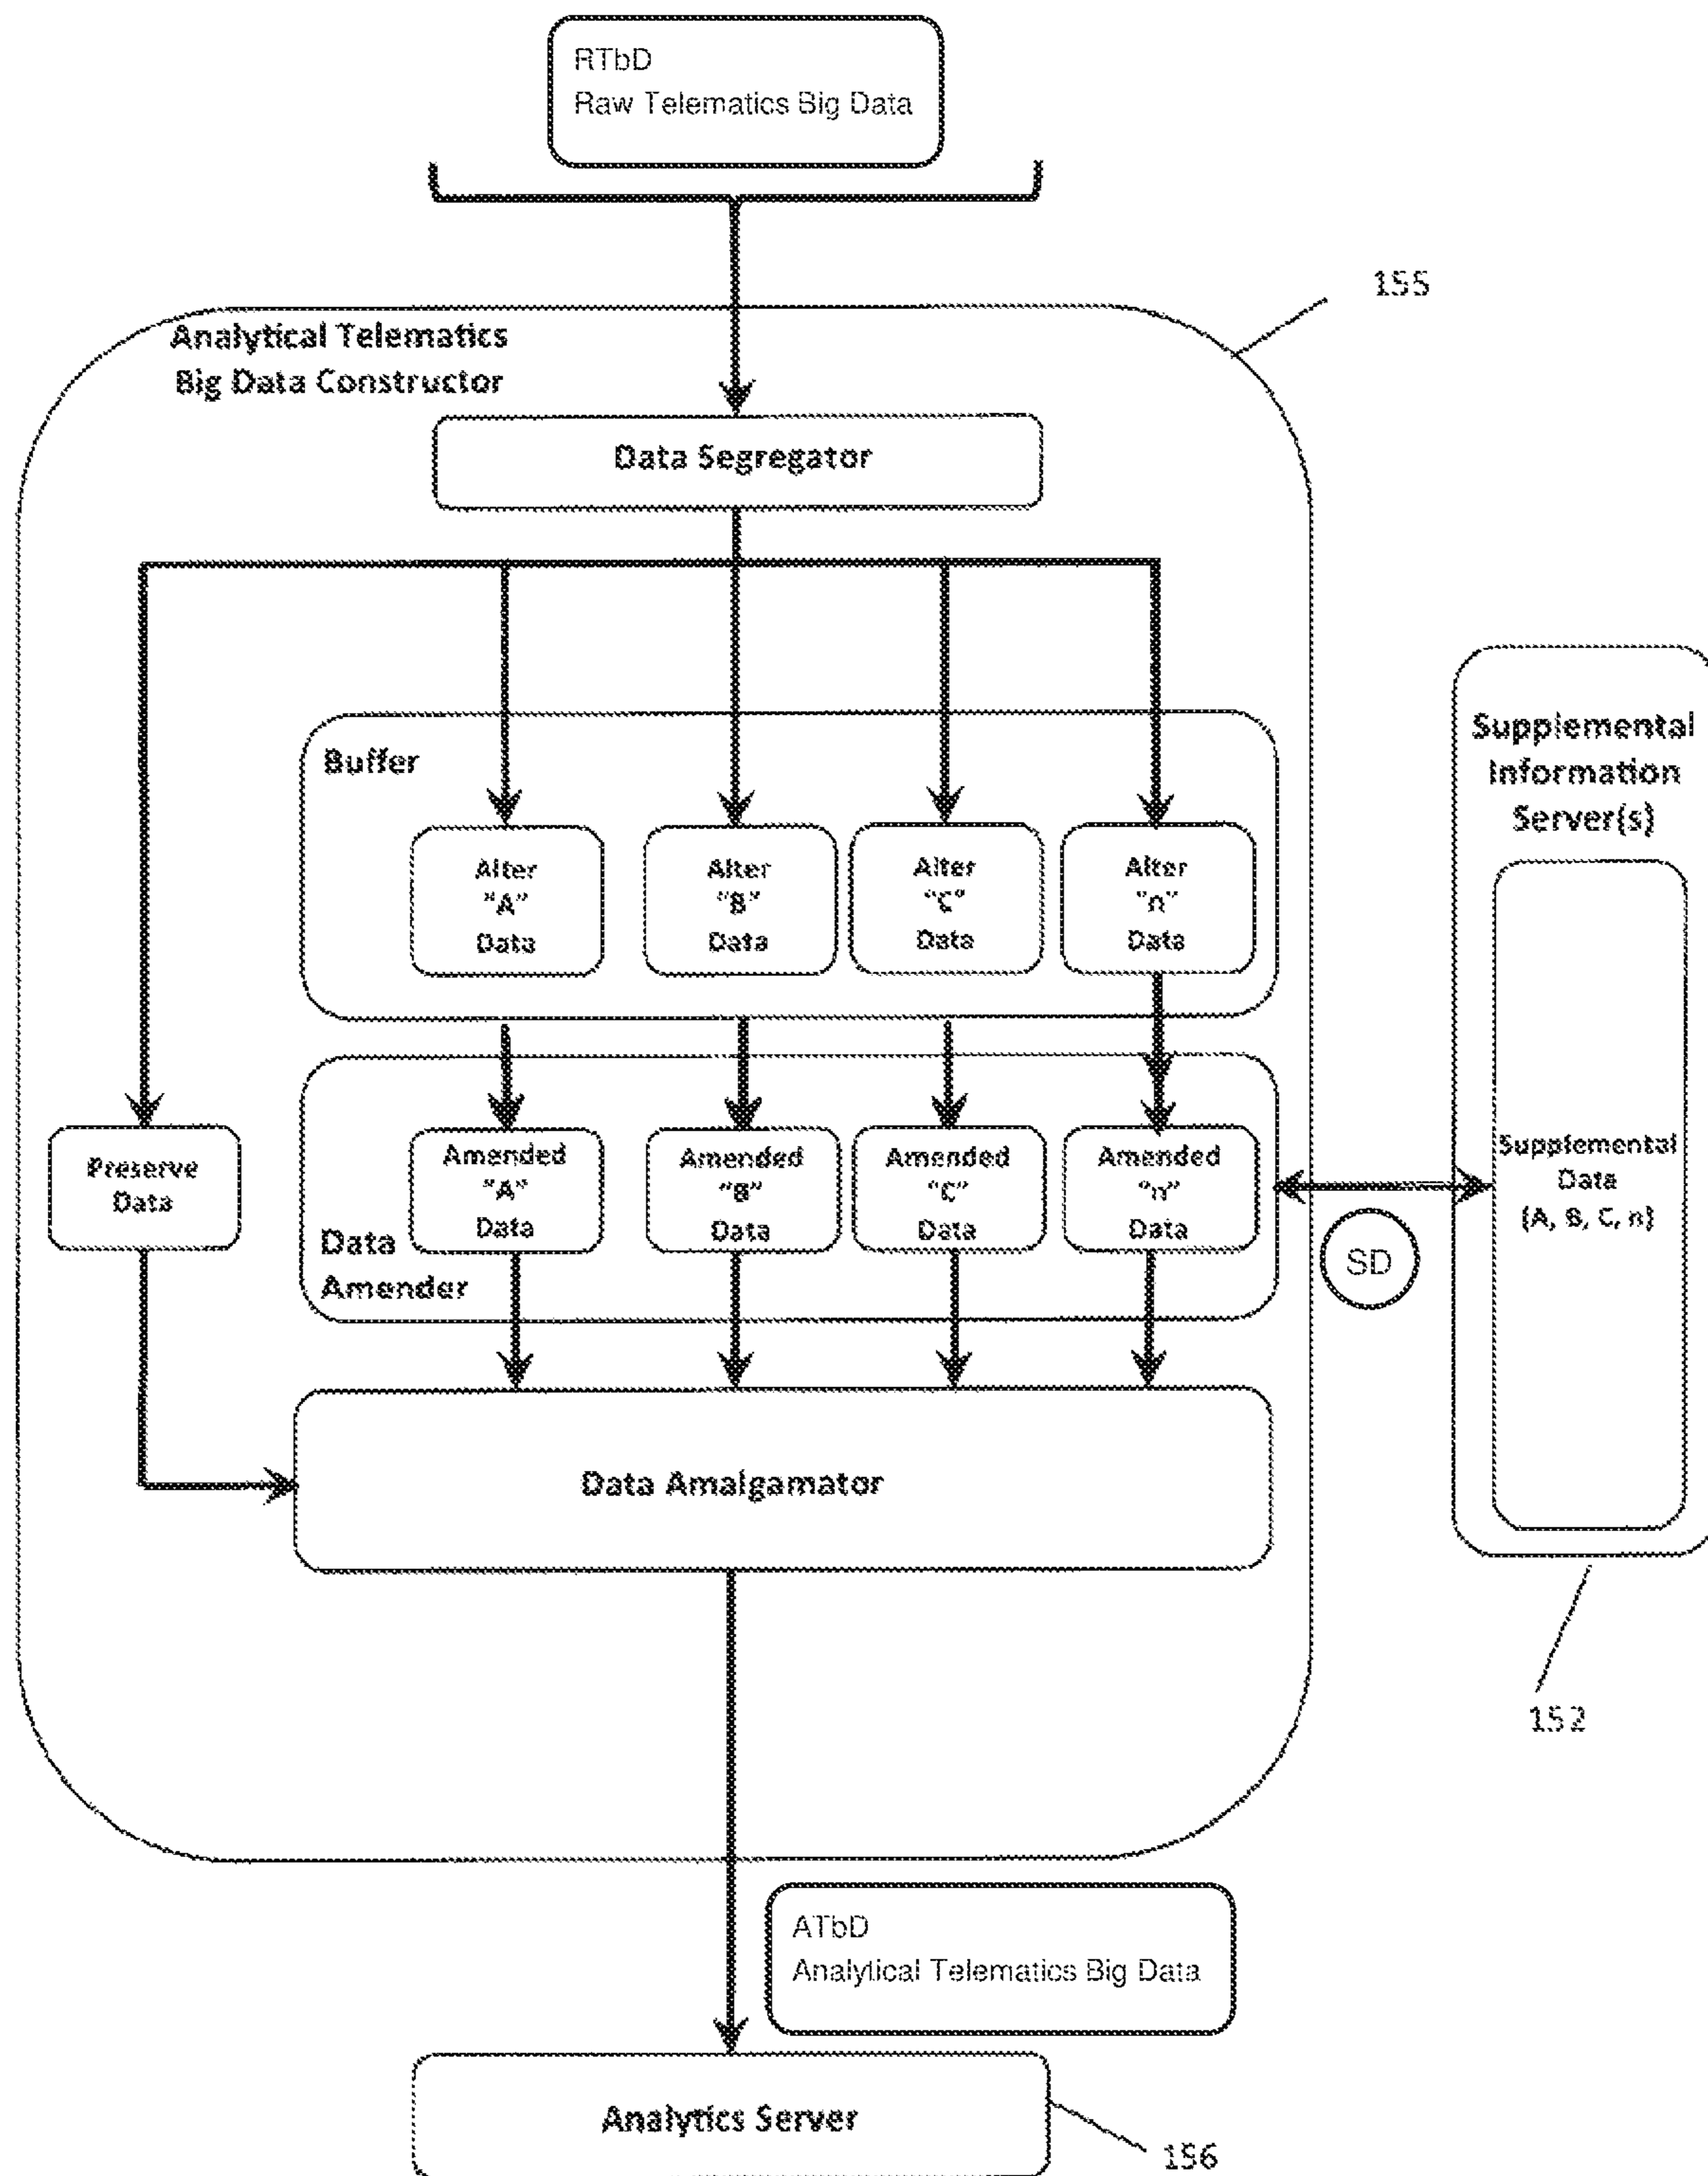 RTbD
Raw Telematics Big Data
155
Analytical Telematics
Big Data Constructor
Data Segregator
Buffer
Alter
"A"
Data
Alter
"B"
Data
Alter
"C"
Data
Alter
"n"
Data
Supplemental
Information
Server(s)
Preserve
Data
Amended
"A"
Data
Amended
"B"
Data
Amended
"C"
Data
Amended
"n"
Data
Data
Amender
SD
Supplemental
Data
(A, B, C, n)
Data Amalgamator
152
ATbD
Analytical Telematics Big Data
Analytics Server
156